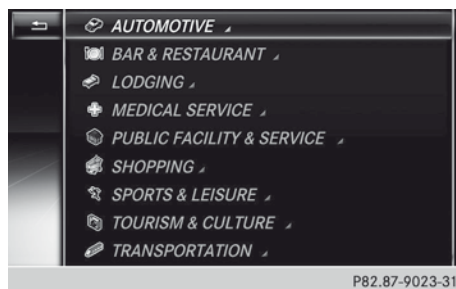 AUTOMOTIVE
BAR & RESTAURANT
LODGING
MEDICAL SERVICE
PUBLIC FACILITY & SERVICE
SHOPPING
SPORTS & LEISURE
TOURISM & CULTURE
TRANSPORTATION
P82.87-9023-31